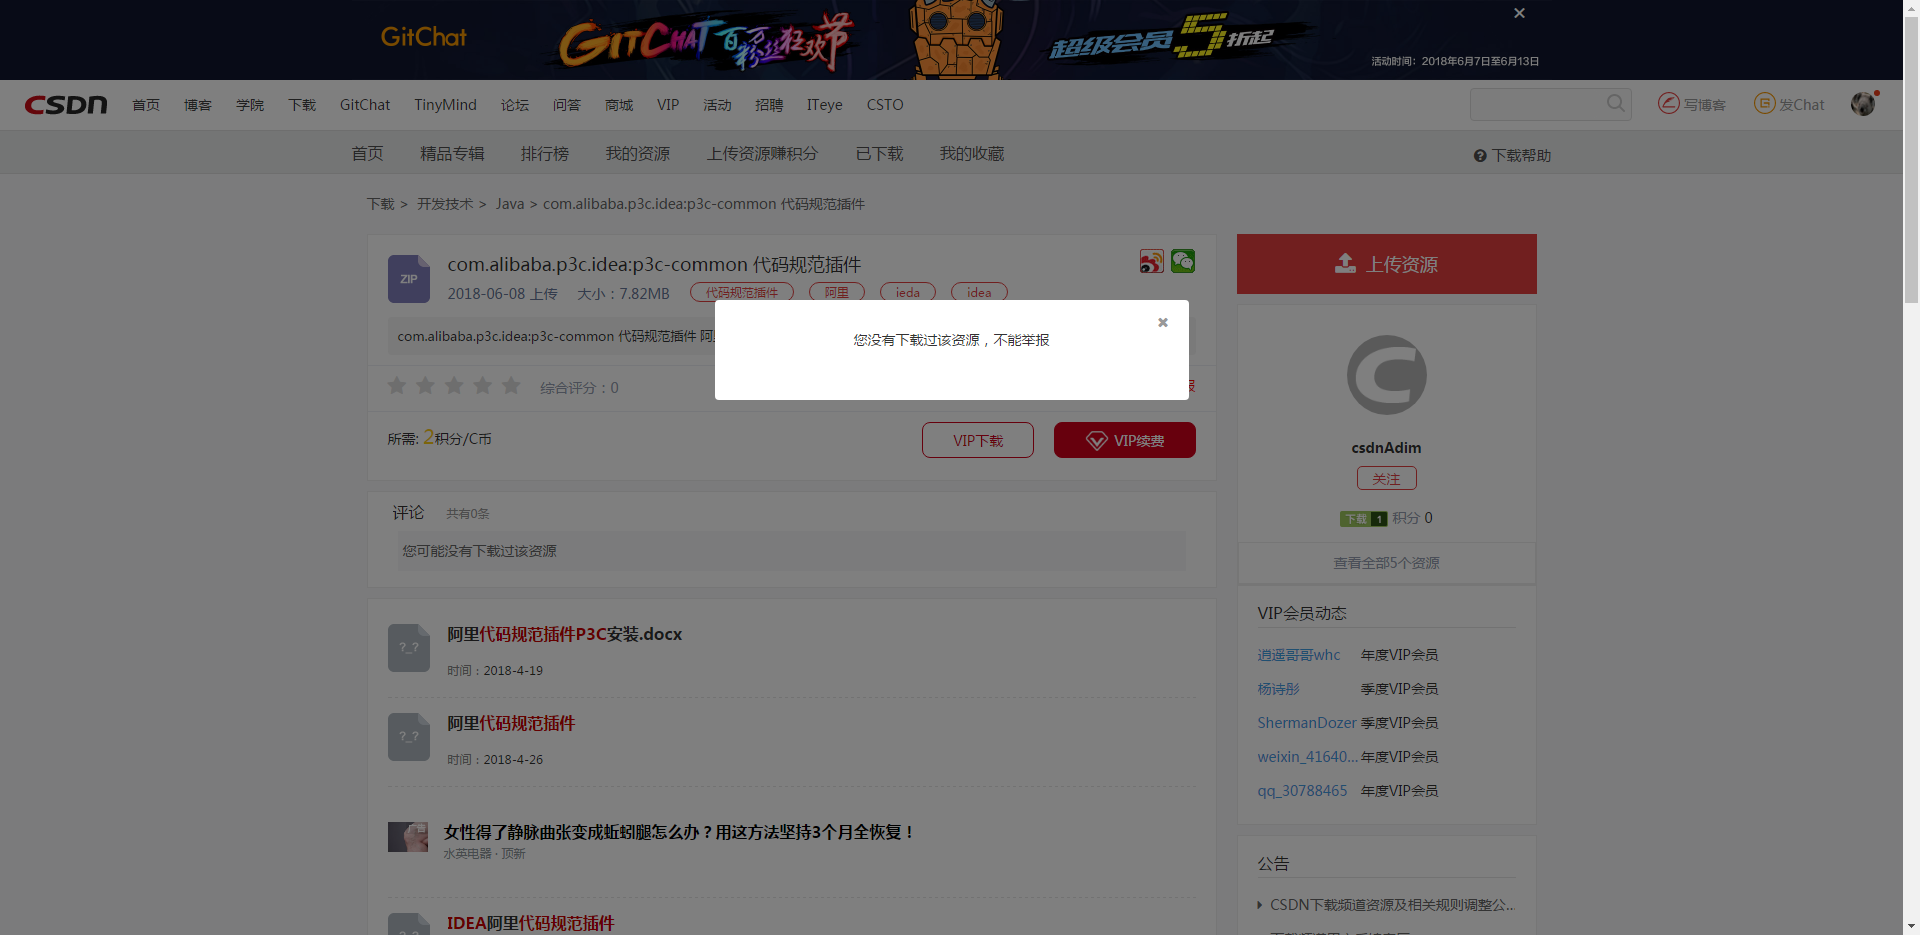 GitChat
GITCHAT百万粉丝狂欢节
超级会员5折起
活动时间：2018年6月7日至6月13日
CSDN 首页 博客 学院 下载 GitChat TinyMind 论坛 问答 商城 VIP 活动 招聘 ITeye CSTO 写博客 发Chat
首页 精品专辑 排行榜 我的资源 上传资源赚积分 已下载 我的收藏 下载帮助
下载 > 开发技术 > Java > com.alibaba.p3c.idea:p3c-common 代码规范插件
ZIP
com.alibaba.p3c.idea:p3c-common 代码规范插件
2018-06-08 上传 大小：7.82MB 代码规范插件 阿里 ieda idea
com.alibaba.p3c.idea:p3c-common 代码规范插件 阿
您没有下载过该资源，不能举报
综合评分：0
所需: 2积分/C币 VIP下载 VIP续费
评论 共有0条
您可能没有下载过该资源
?_?
阿里代码规范插件P3C安装.docx
时间：2018-4-19
?_?
阿里代码规范插件
时间：2018-4-26
广告
女性得了静脉曲张变成蚯蚓腿怎么办？用这方法坚持3个月全恢复！
水英电器 · 顶新
IDEA阿里代码规范插件
上传资源
csdnAdim
关注
下载 1 积分 0
查看全部5个资源
VIP会员动态
逍遥哥哥whc 年度VIP会员
杨诗彤 季度VIP会员
ShermanDozer 季度VIP会员
weixin_41640... 年度VIP会员
qq_30788465 年度VIP会员
公告
CSDN下载频道资源及相关规则调整公...